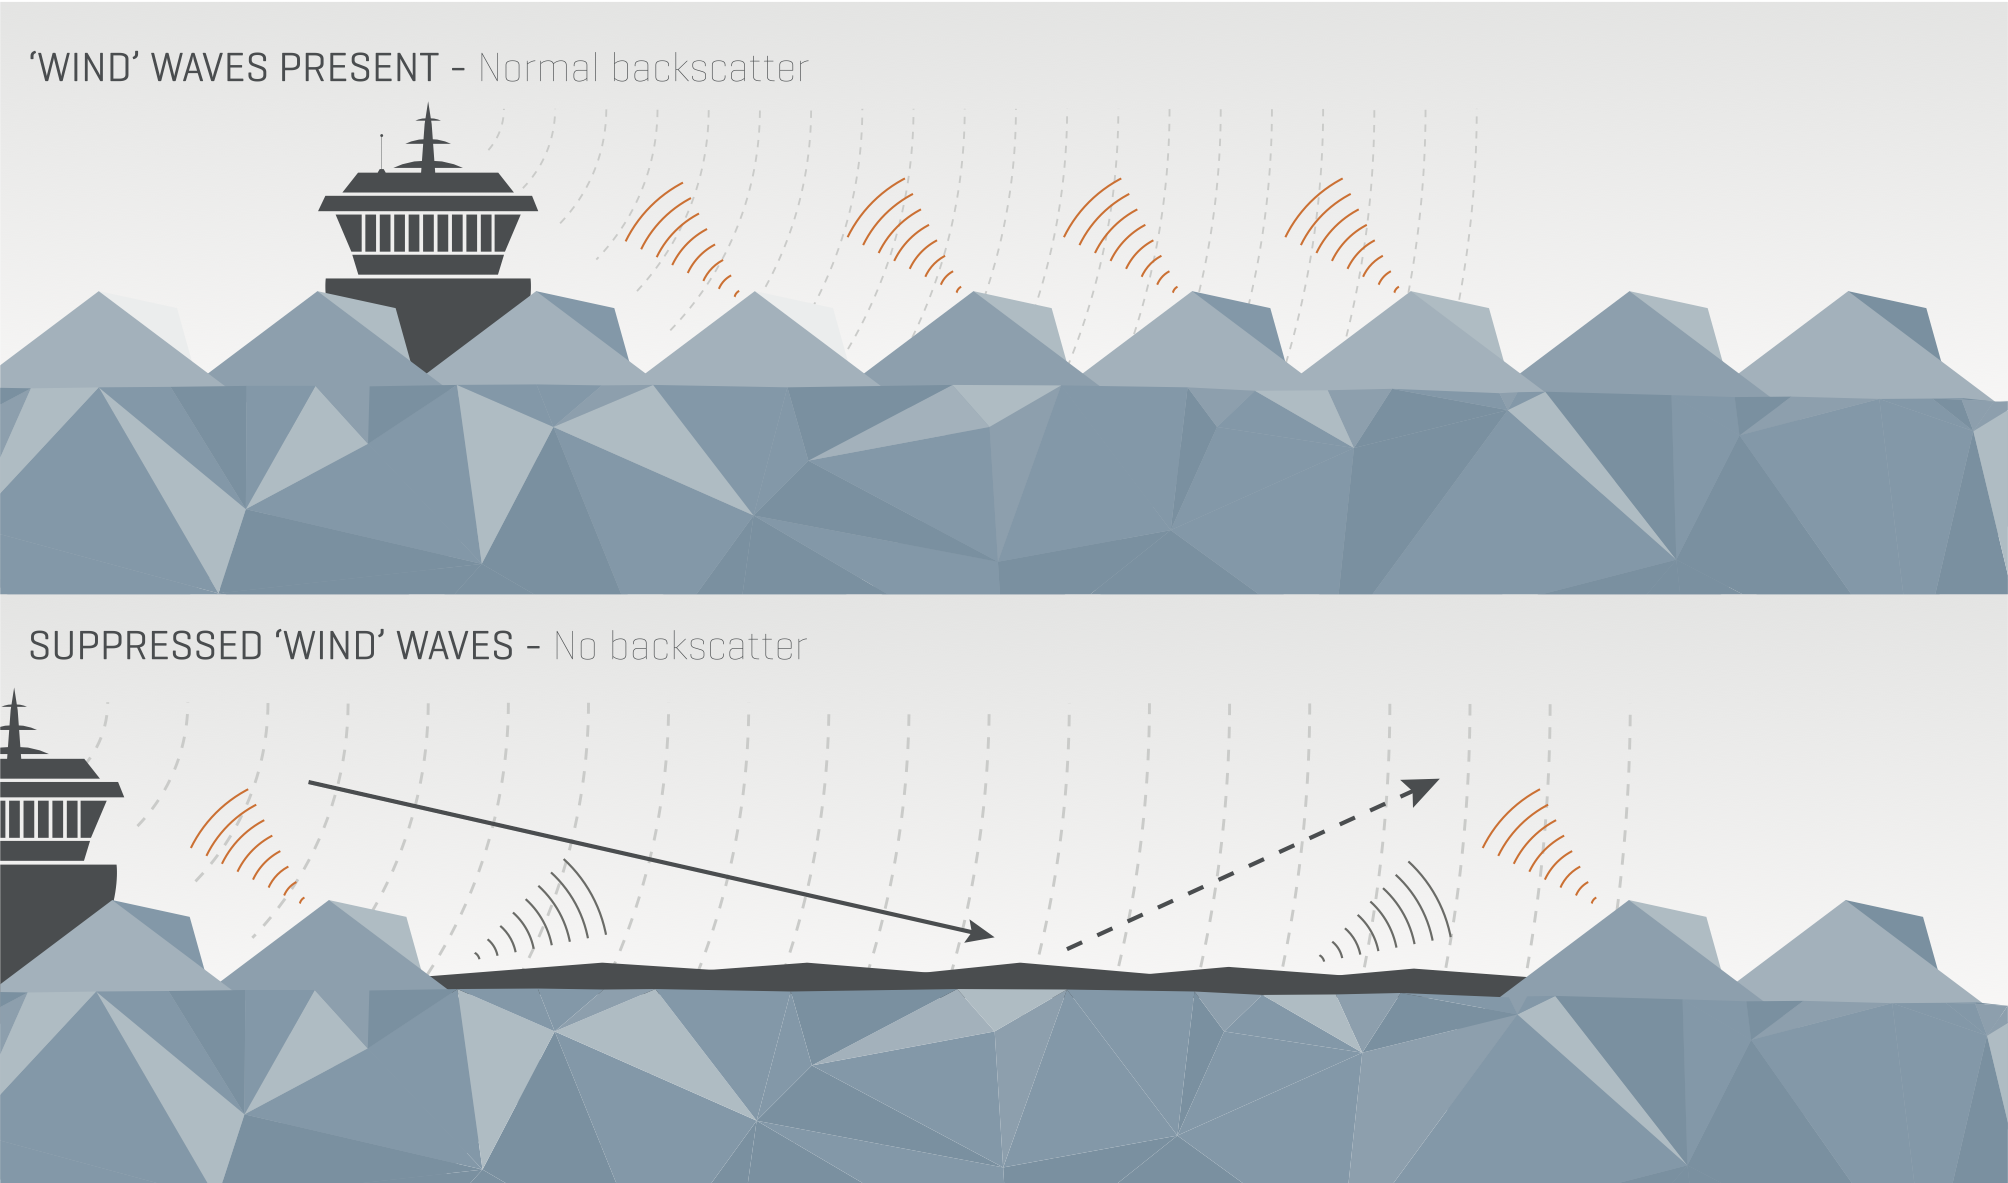 ‘WIND’ WAVES PRESENT - Normal backscatter
SUPPRESSED ‘WIND’ WAVES - No backscatter